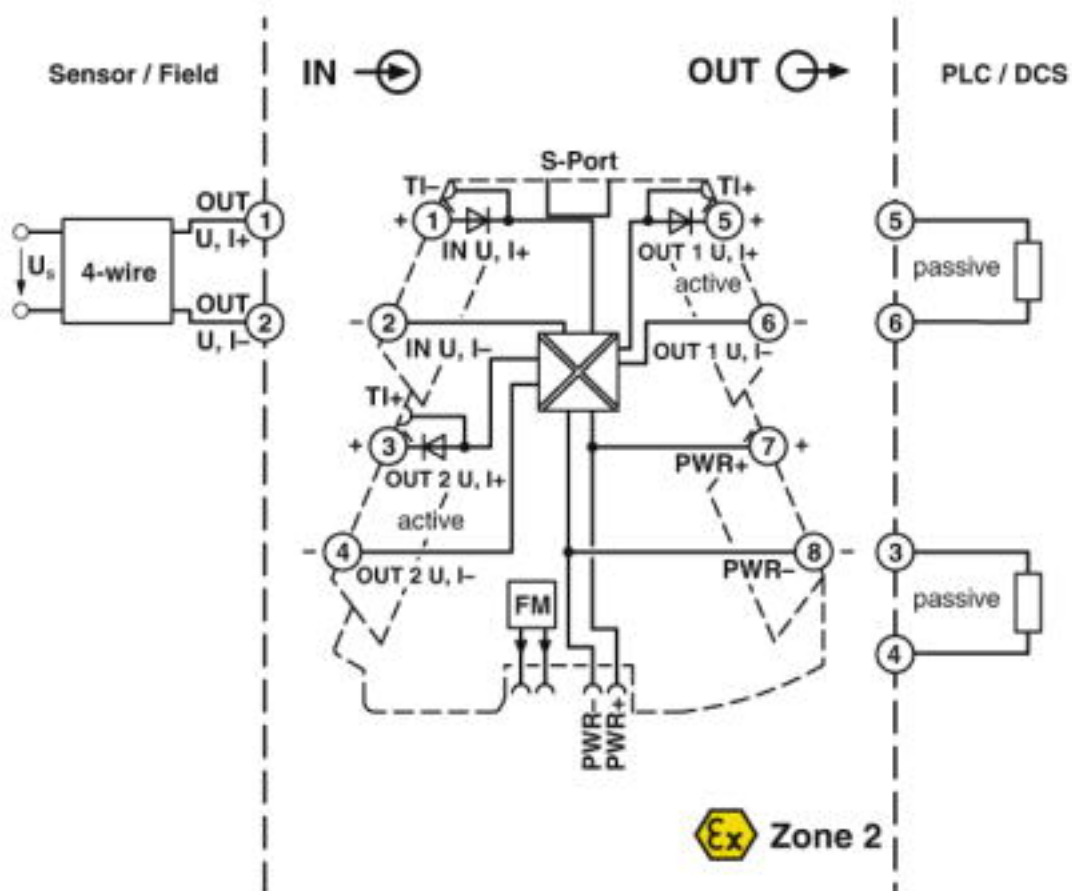 Sensor / Field
IN
OUT
PLC / DCS
S-Port
TI–
TI+
OUT
1
U, I+
+
1
IN U, I+
5
+
OUT 1 U, I+
active
5
passive
6
Us
4-wire
OUT
2
U, I–
–
2
IN U, I–
6
–
OUT 1 U, I–
TI+
+
3
OUT 2 U, I+
active
7
+
PWR+
–
4
OUT 2 U, I–
8
–
PWR–
3
passive
4
FM
PWR–
PWR+
Ex
Zone 2